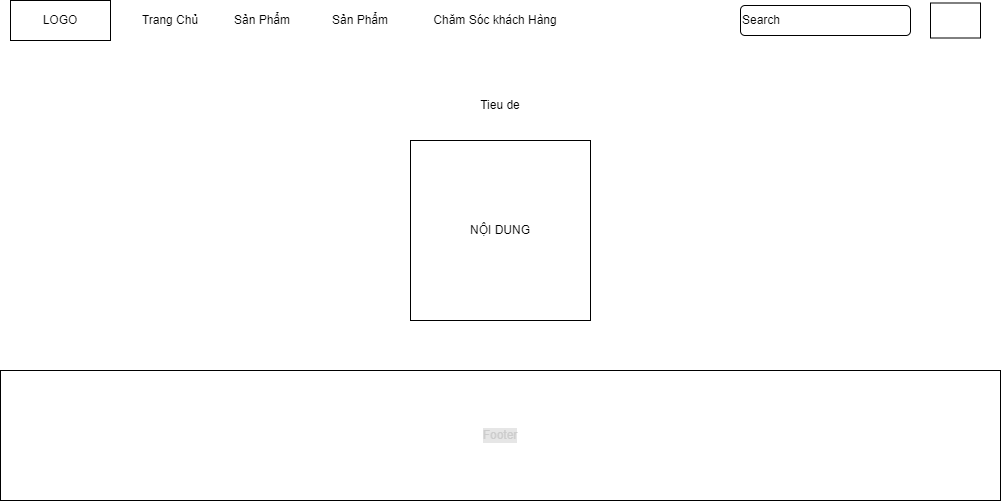 LOGO
Trang Chủ
Sản Phẩm
Sản Phẩm
Chăm Sóc khách Hàng
Search
Tieu de
NỘI DUNG
Footer